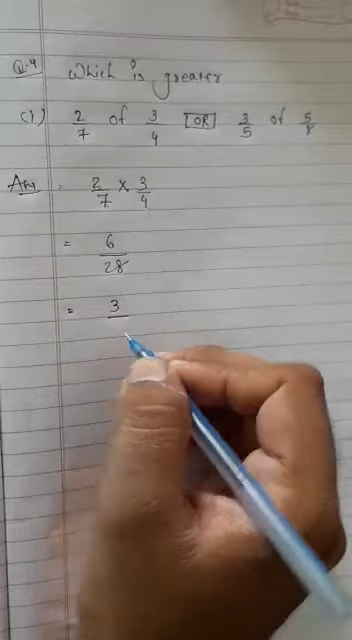 Q-4 Which is greater
(1) 2/7 of 3/4 OR 3/5 of 5/8
Ans = 2/7 × 3/4
= 6/28
= 3